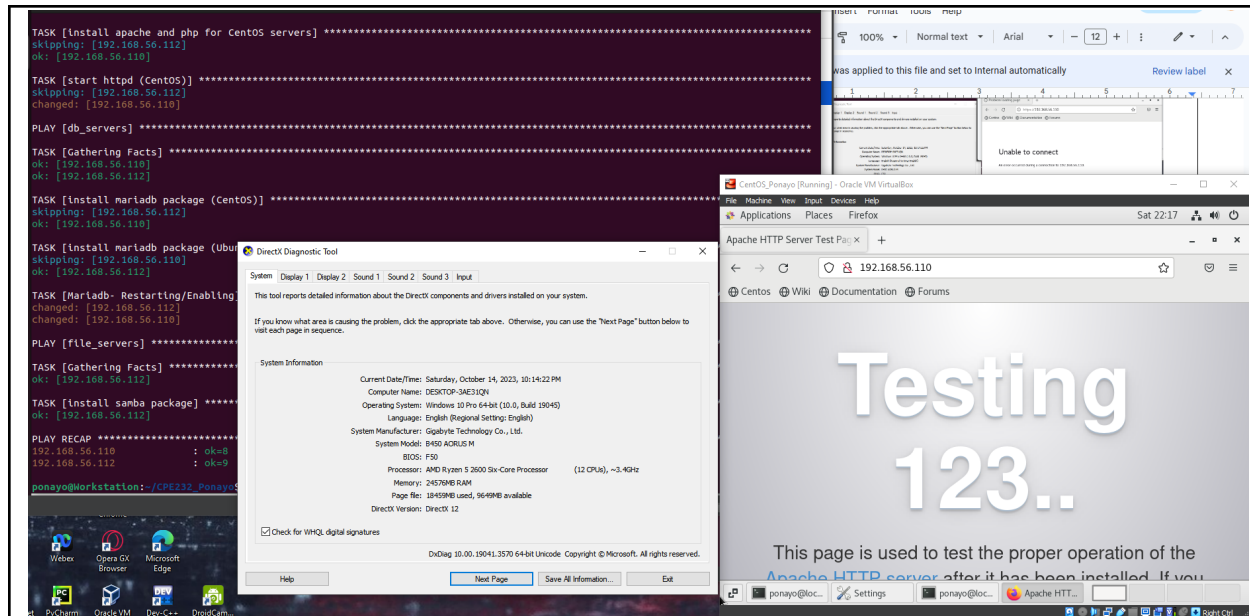 TASK [install apache and php for CentOS servers] ****
skipping: [192.168.56.112]
ok: [192.168.56.110]
TASK [start httpd (CentOS)] ****
skipping: [192.168.56.112]
changed: [192.168.56.110]
PLAY [db_servers] ****
TASK [Gathering Facts] ****
ok: [192.168.56.110]
ok: [192.168.56.112]
TASK [install mariadb package (CentOS)] ****
skipping: [192.168.56.112]
ok: [192.168.56.110]
TASK [install mariadb package (Ubu
skipping: [192.168.56.110]
ok: [192.168.56.112]
TASK [Mariadb- Restarting/Enabling
changed: [192.168.56.112]
changed: [192.168.56.110]
PLAY [file_servers] ****
TASK [Gathering Facts] ****
ok: [192.168.56.112]
TASK [install samba package] ****
ok: [192.168.56.112]
PLAY RECAP ****
192.168.56.110 : ok=8
192.168.56.112 : ok=9
ponayo@Workstation:~/CPE232_Ponayo$
Webex
Opera GX Browser
Microsoft Edge
PyCharm
Oracle VM
Dev-C++
DroidCam...
DirectX Diagnostic Tool
System Display 1 Display 2 Sound 1 Sound 2 Sound 3 Input
This tool reports detailed information about the DirectX components and drivers installed on your system.
If you know what area is causing the problem, click the appropriate tab above. Otherwise, you can use the "Next Page" button below to
visit each page in sequence.
System Information
Current Date/Time: Saturday, October 14, 2023, 10:14:22 PM
Computer Name: DESKTOP-3AE31QN
Operating System: Windows 10 Pro 64-bit (10.0, Build 19045)
Language: English (Regional Setting: English)
System Manufacturer: Gigabyte Technology Co., Ltd.
System Model: B450 AORUS M
BIOS: F50
Processor: AMD Ryzen 5 2600 Six-Core Processor (12 CPUs), ~3.4GHz
Memory: 24576MB RAM
Page file: 18459MB used, 9649MB available
DirectX Version: DirectX 12
Check for WHQL digital signatures
DxDiag 10.00.19041.3570 64-bit Unicode Copyright © Microsoft. All rights reserved.
Help Next Page Save All Information... Exit
Insert Format Tools Help
100% Normal text Arial − 12 +
was applied to this file and set to Internal automatically Review label
1 2 3 4 5 6 7
Unable to connect
CentOS_Ponayo [Running] - Oracle VM VirtualBox
File Machine View Input Devices Help
Applications Places Firefox Sat 22:17
Apache HTTP Server Test Pag
192.168.56.110
Centos Wiki Documentation Forums
Testing
123..
This page is used to test the proper operation of the
Apache HTTP server after it has been installed. If you
ponayo@loc... Settings ponayo@loc... Apache HTT...
Right Ctrl